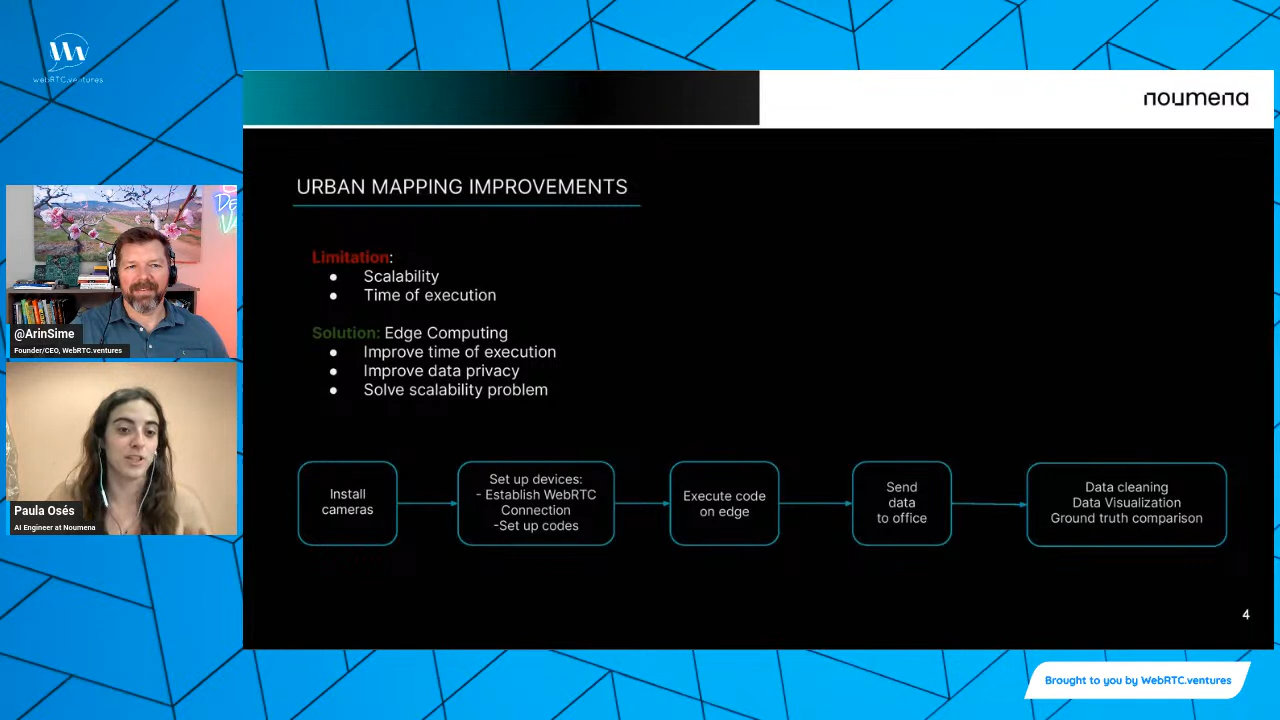 webRTC.ventures
noumena
URBAN MAPPING IMPROVEMENTS
Limitation:
● Scalability
● Time of execution
Solution: Edge Computing
● Improve time of execution
● Improve data privacy
● Solve scalability problem
Install
cameras
Set up devices:
- Establish WebRTC
Connection
-Set up codes
Execute code
on edge
Send
data
to office
Data cleaning
Data Visualization
Ground truth comparison
4
@ArinSime
Founder/CEO, WebRTC.ventures
Paula Osés
AI Engineer at Noumena
Brought to you by WebRTC.ventures